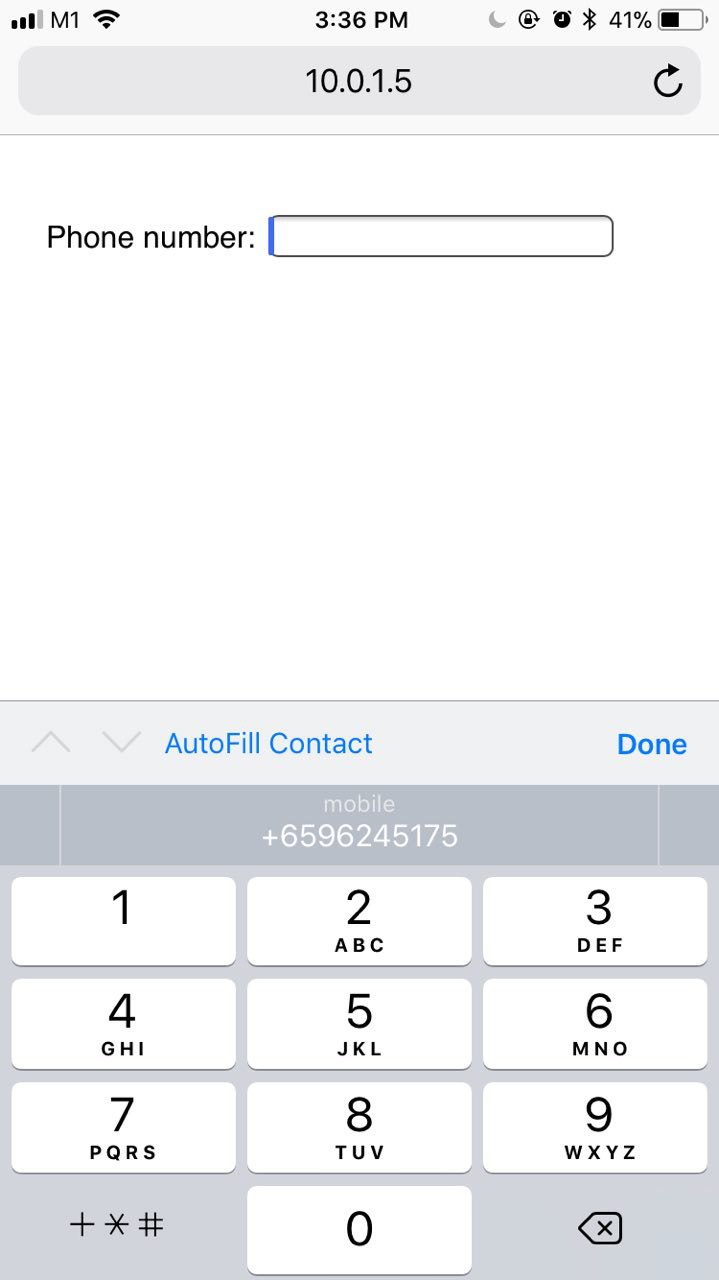 M1 3:36 PM 41%
10.0.1.5
Phone number:
AutoFill Contact Done
mobile
+6596245175
1 2 3
ABC DEF
4 5 6
GHI JKL MNO
7 8 9
PQRS TUV WXYZ
+*# 0